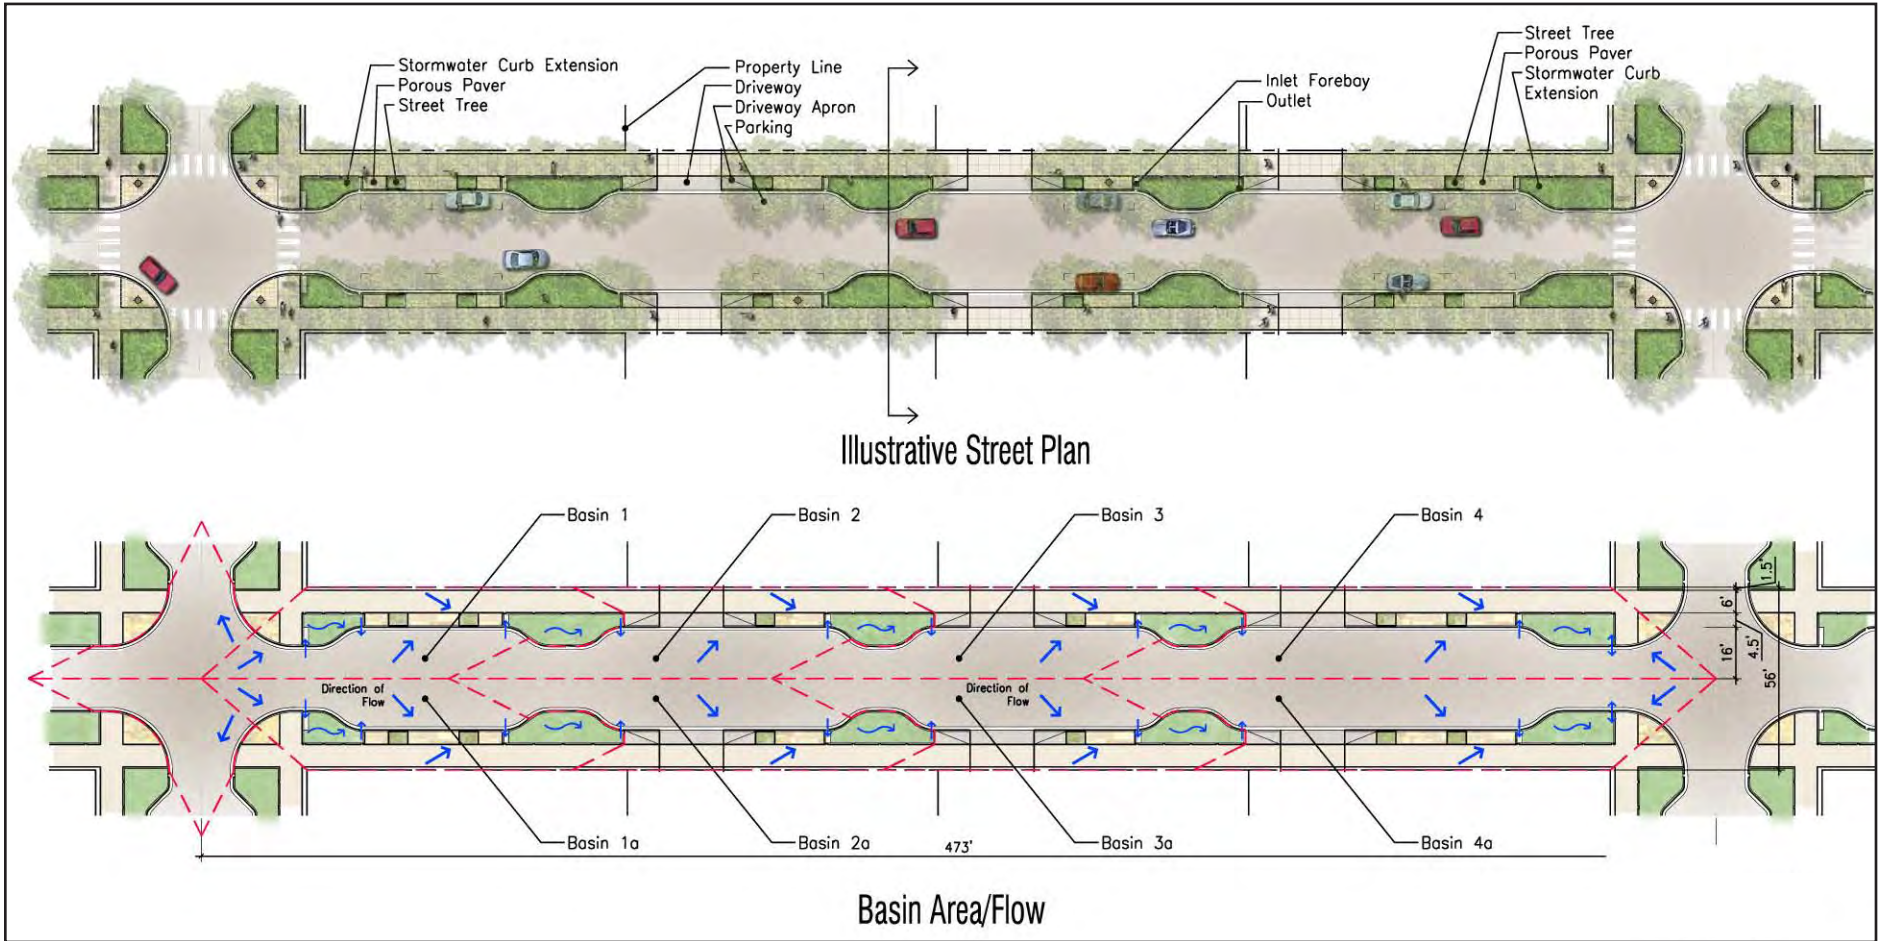 Stormwater Curb Extension
Porous Paver
Street Tree
Property Line
Driveway
Driveway Apron
Parking
Inlet Forebay
Outlet
Street Tree
Porous Paver
Stormwater Curb
Extension
Illustrative Street Plan
Basin 1
Basin 2
Basin 3
Basin 4
1.5'
6'
16'
4.5'
56'
Direction of
Flow
Direction of
Flow
Basin 1a
Basin 2a
473'
Basin 3a
Basin 4a
Basin Area/Flow